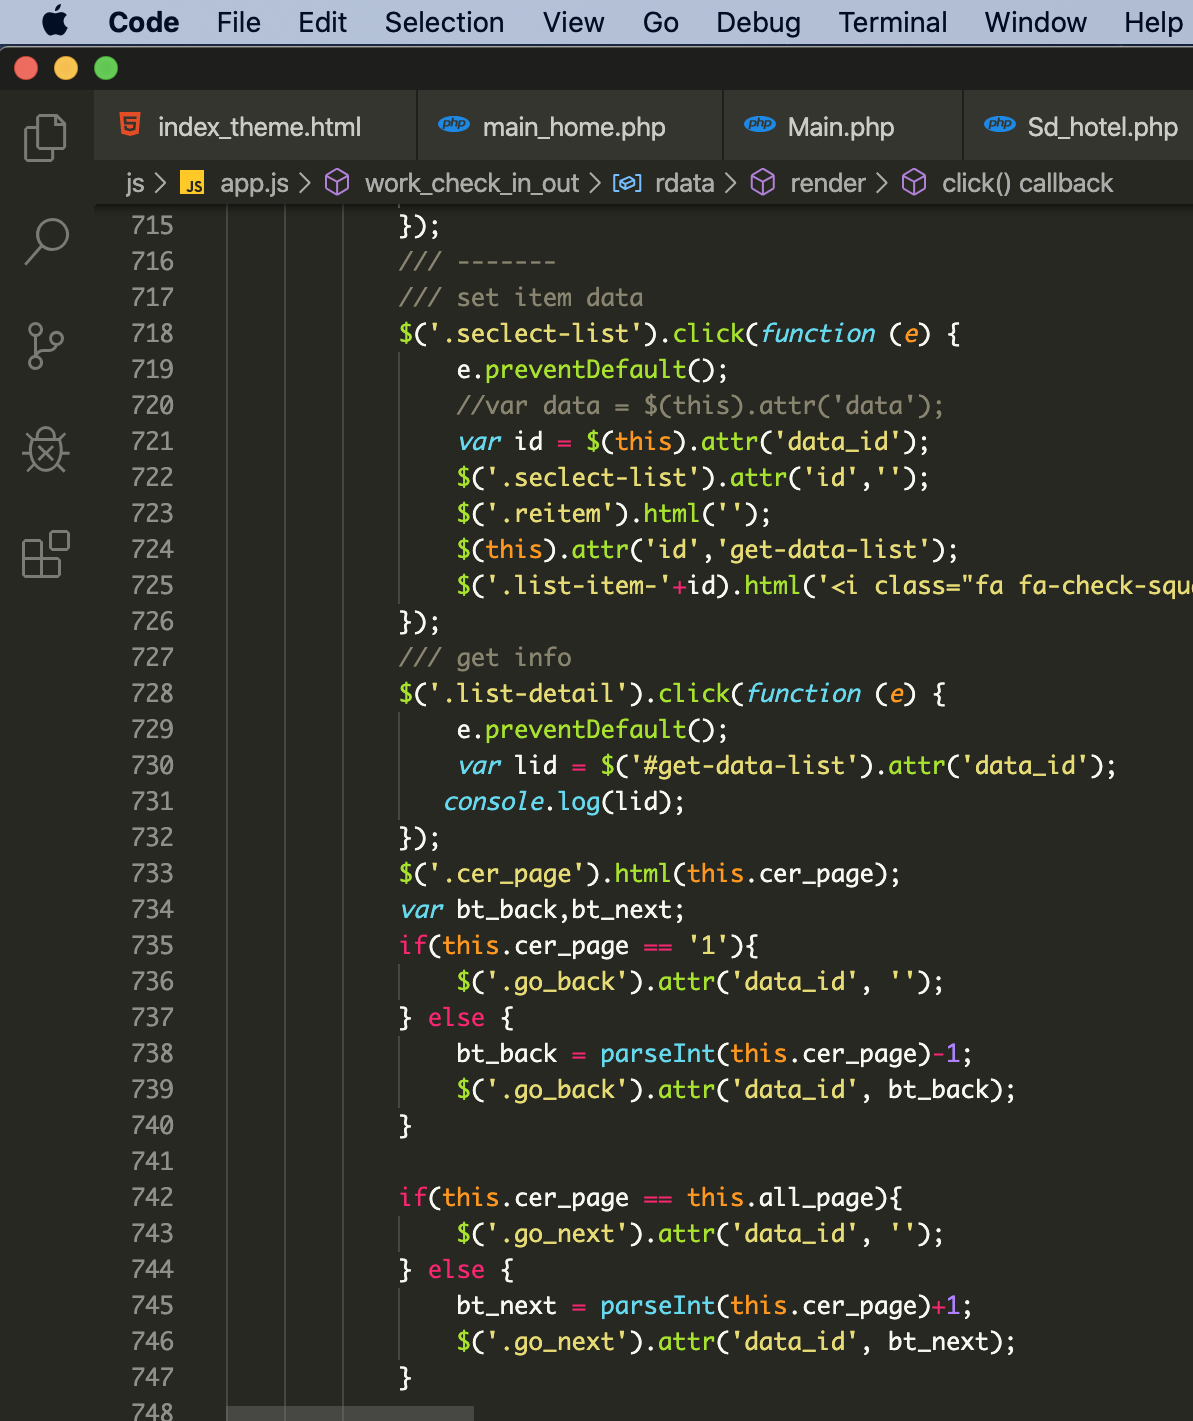 Code File Edit Selection View Go Debug Terminal Window Help
index_theme.html main_home.php Main.php Sd_hotel.php
js > JS app.js > work_check_in_out > rdata > render > click() callback
715 });
716 /// -------
717 /// set item data
718 $('.seclect-list').click(function (e) {
719 e.preventDefault();
720 //var data = $(this).attr('data');
721 var id = $(this).attr('data_id');
722 $('.seclect-list').attr('id','');
723 $('.reitem').html('');
724 $(this).attr('id','get-data-list');
725 $('.list-item-'+id).html('<i class="fa fa-check-squ
726 });
727 /// get info
728 $('.list-detail').click(function (e) {
729 e.preventDefault();
730 var lid = $('#get-data-list').attr('data_id');
731 console.log(lid);
732 });
733 $('.cer_page').html(this.cer_page);
734 var bt_back,bt_next;
735 if(this.cer_page == '1'){
736 $('.go_back').attr('data_id', '');
737 } else {
738 bt_back = parseInt(this.cer_page)-1;
739 $('.go_back').attr('data_id', bt_back);
740 }
741
742 if(this.cer_page == this.all_page){
743 $('.go_next').attr('data_id', '');
744 } else {
745 bt_next = parseInt(this.cer_page)+1;
746 $('.go_next').attr('data_id', bt_next);
747 }
748